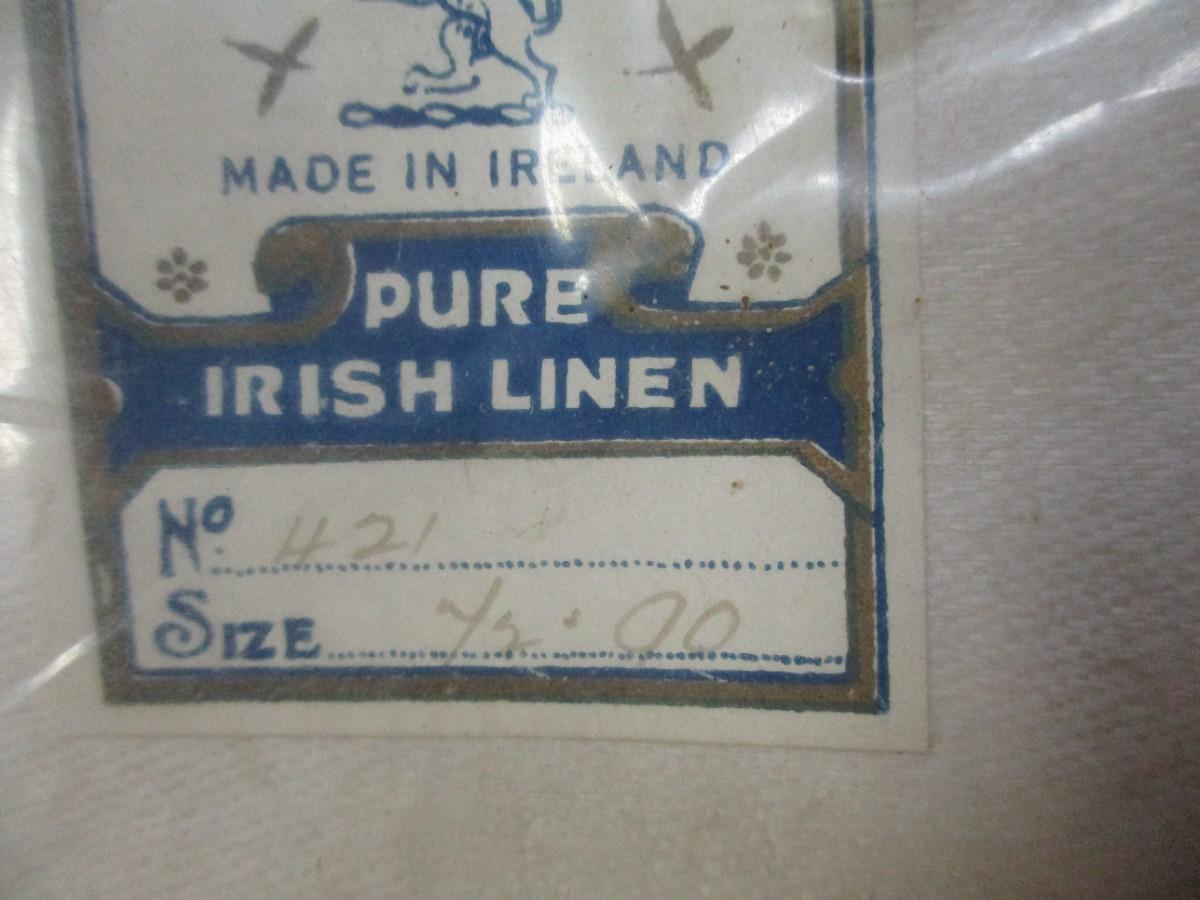 MADE IN IRELAND
PURE
IRISH LINEN
No. 421
SIZE